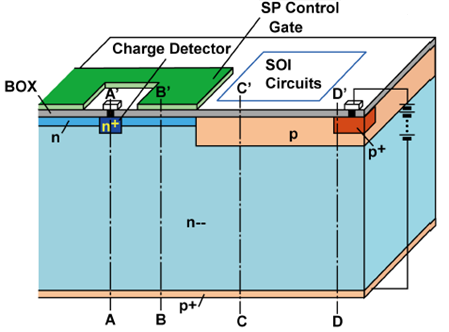 SP Control
Gate
Charge Detector
SOI
Circuits
BOX
A'
B'
C'
D'
n
n+
p
p+
n--
p+
A
B
C
D